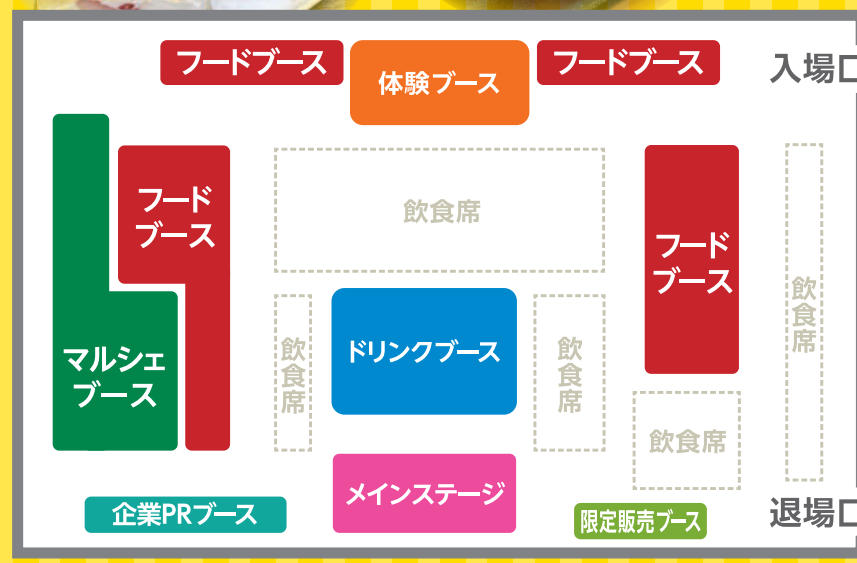 フードブース
体験ブース
フードブース
入場口
フード
ブース
飲食席
フード
ブース
飲食席
マルシェ
ブース
飲食席
ドリンクブース
飲食席
飲食席
メインステージ
企業PRブース
限定販売ブース
退場口